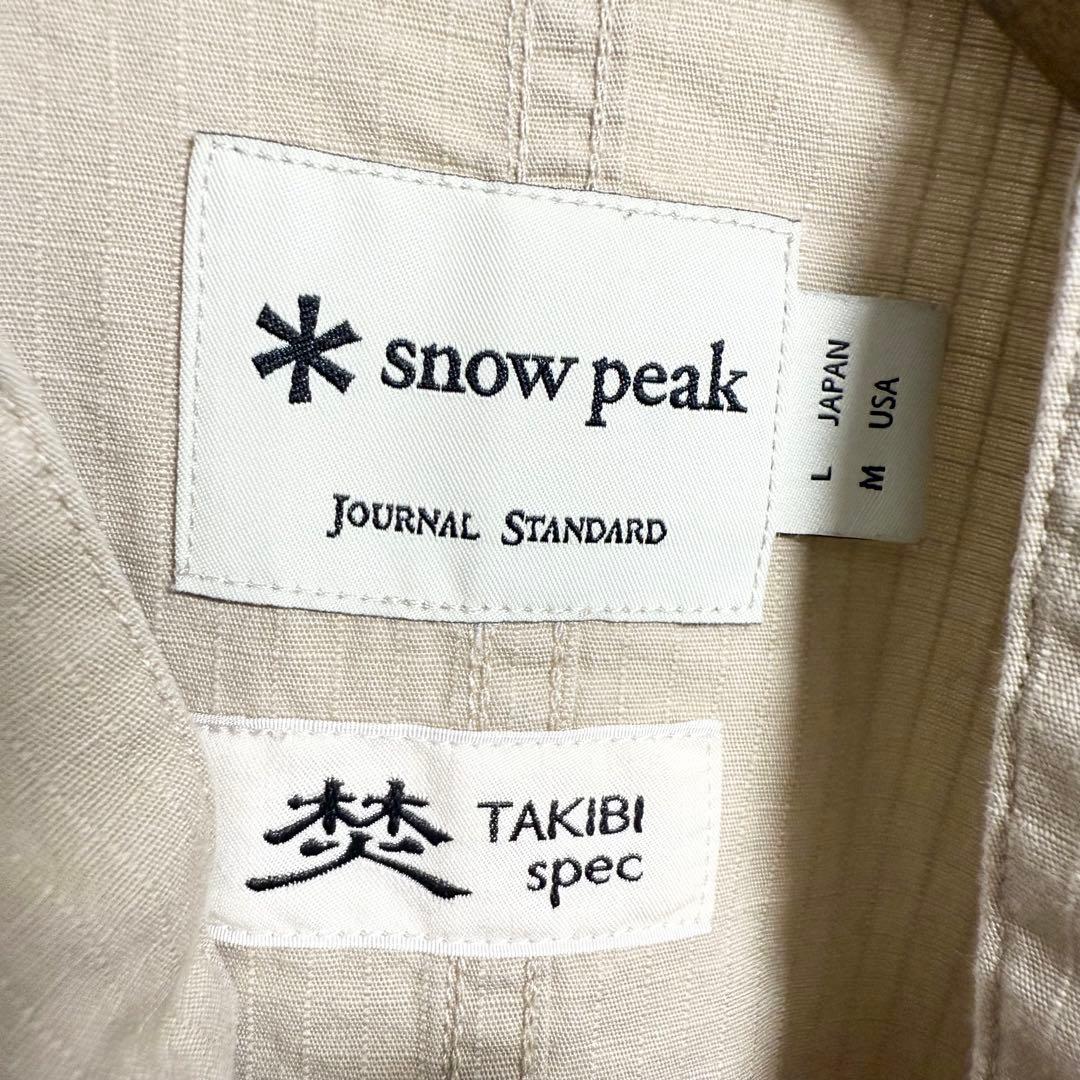 snow peak
JOURNAL STANDARD
L JAPAN
M USA
焚 TAKIBI
spec